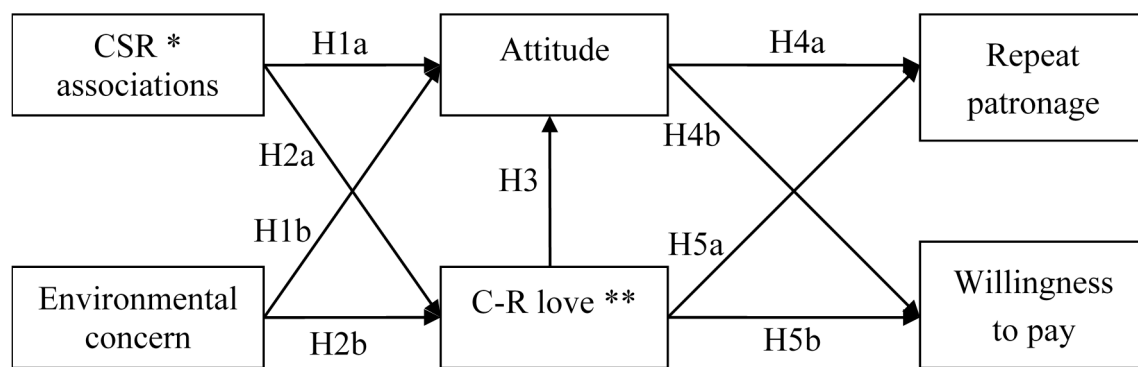 CSR *
associations
H1a
Attitude
H4a
Repeat
patronage
H2a
H4b
H3
H1b
H5a
Environmental
concern
H2b
C-R love **
H5b
Willingness
to pay